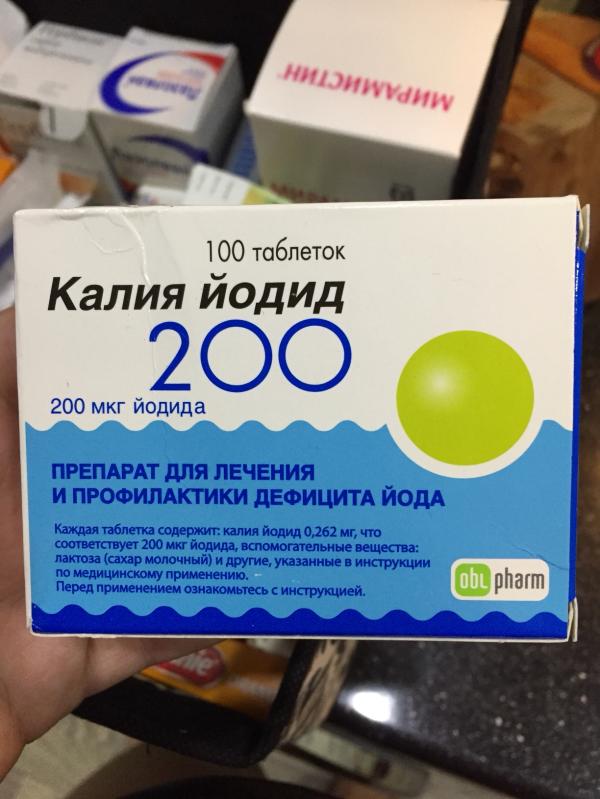 МИРАМИСТИН®
100 таблеток
Калия йодид
200
200 мкг йодида
ПРЕПАРАТ ДЛЯ ЛЕЧЕНИЯ
И ПРОФИЛАКТИКИ ДЕФИЦИТА ЙОДА
Каждая таблетка содержит: калия йодид 0,262 мг, что
соответствует 200 мкг йодида, вспомогательные вещества:
лактоза (сахар молочный) и другие, указанные в инструкции
по медицинскому применению.
Перед применением ознакомьтесь с инструкцией.
obl pharm